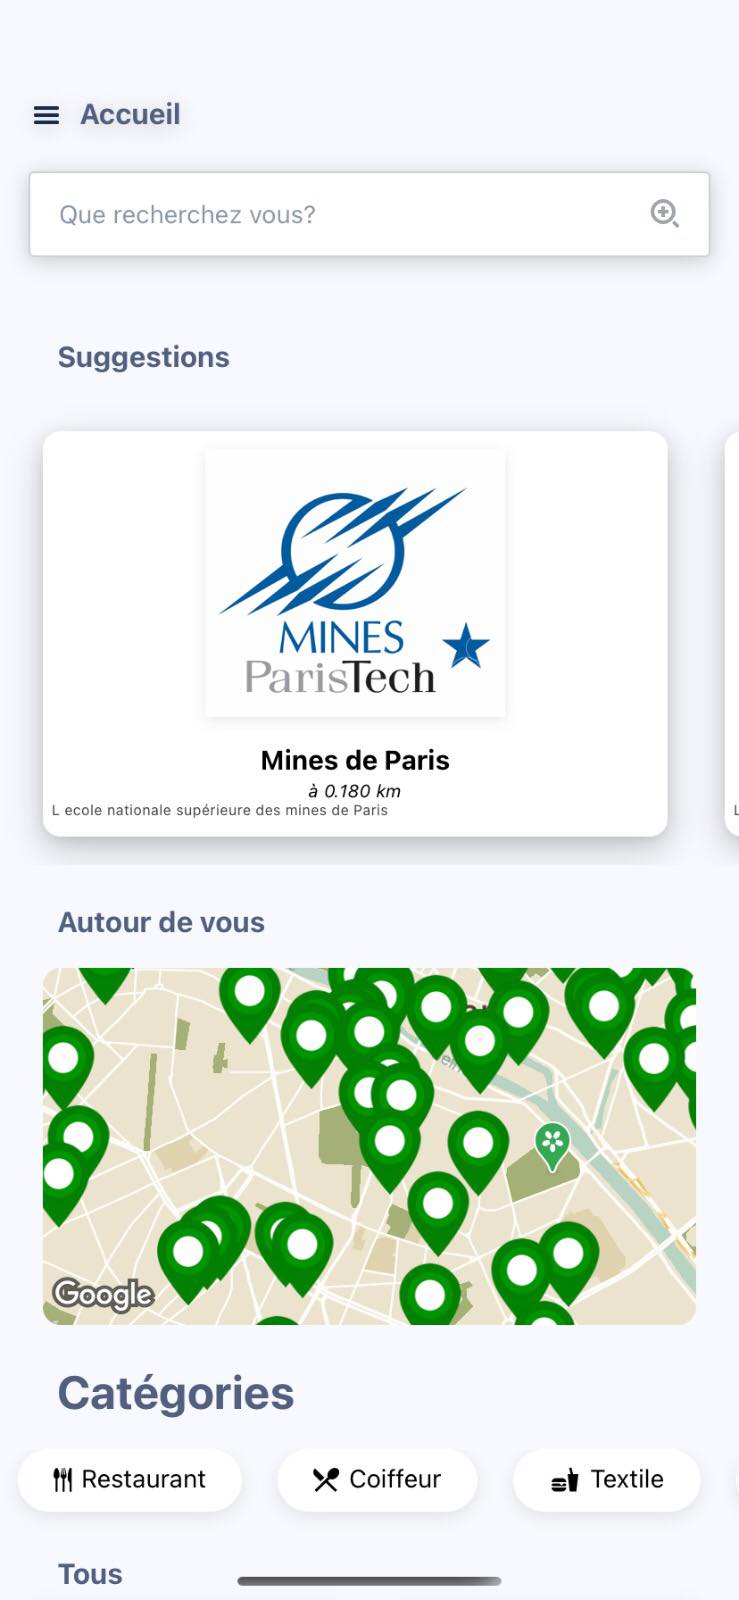 Accueil
Que recherchez vous?
Suggestions
MINES
ParisTech
Mines de Paris
à 0.180 km
L ecole nationale supérieure des mines de Paris
L
Autour de vous
Google
Catégories
Restaurant
Coiffeur
Textile
Tous